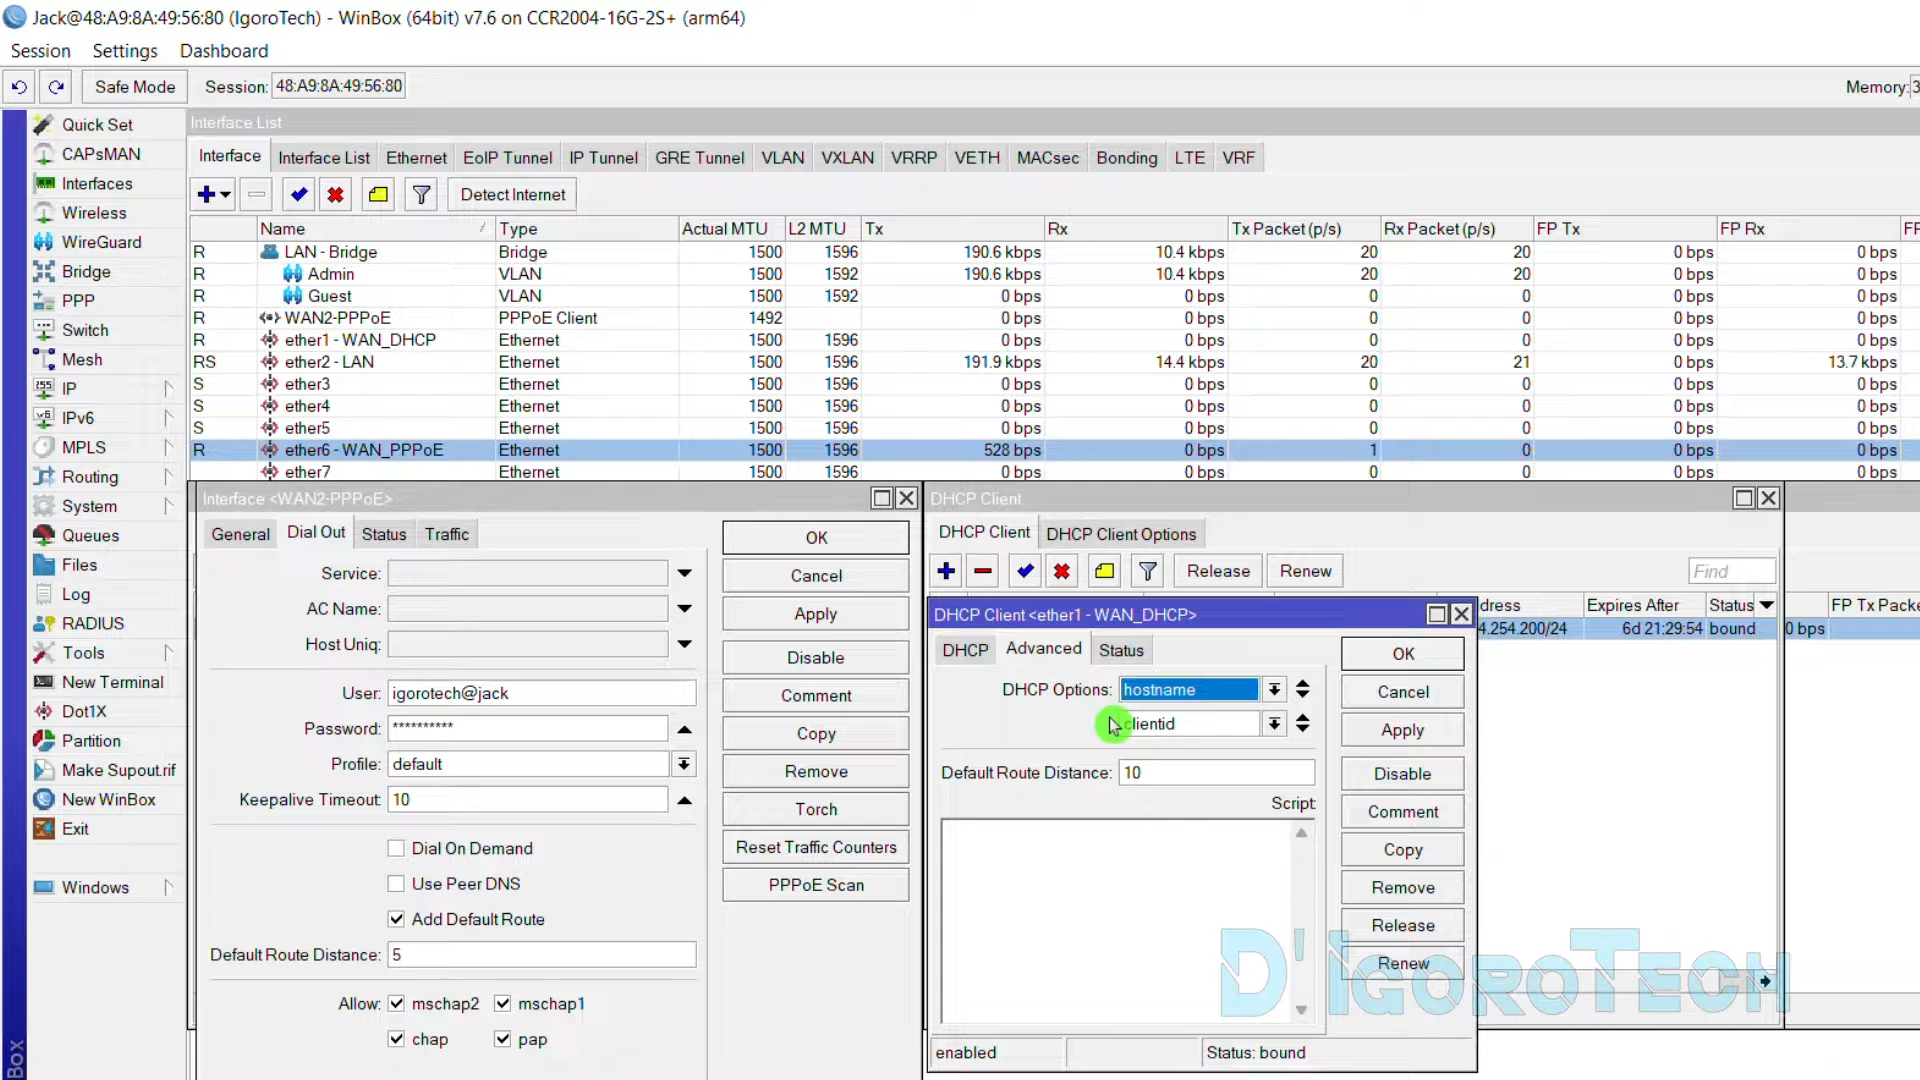 Jack@48:A9:8A:49:56:80 (IgoroTech) - WinBox (64bit) v7.6 on CCR2004-16G-2S+ (arm64)
Session Settings Dashboard
Safe Mode Session: 48:A9:8A:49:56:80 Memory: 3
Quick Set
CAPsMAN
Interfaces
Wireless
WireGuard
Bridge
PPP
Switch
Mesh
IP
IPv6
MPLS
Routing
System
Queues
Files
Log
RADIUS
Tools
New Terminal
Dot1X
Partition
Make Supout.rif
New WinBox
Exit
Windows
Box
Interface List
Interface Interface List Ethernet EoIP Tunnel IP Tunnel GRE Tunnel VLAN VXLAN VRRP VETH MACsec Bonding LTE VRF
Detect Internet
Name Type Actual MTU L2 MTU Tx Rx Tx Packet (p/s) Rx Packet (p/s) FP Tx FP Rx FP
R LAN - Bridge Bridge 1500 1596 190.6 kbps 10.4 kbps 20 20 0 bps 0 bps
R Admin VLAN 1500 1592 190.6 kbps 10.4 kbps 20 20 0 bps 0 bps
R Guest VLAN 1500 1592 0 bps 0 bps 0 0 0 bps 0 bps
R WAN2-PPPoE PPPoE Client 1492 0 bps 0 bps 0 0 0 bps 0 bps
R ether1 - WAN_DHCP Ethernet 1500 1596 0 bps 0 bps 0 0 0 bps 0 bps
RS ether2 - LAN Ethernet 1500 1596 191.9 kbps 14.4 kbps 20 21 0 bps 13.7 kbps
S ether3 Ethernet 1500 1596 0 bps 0 bps 0 0 0 bps 0 bps
S ether4 Ethernet 1500 1596 0 bps 0 bps 0 0 0 bps 0 bps
S ether5 Ethernet 1500 1596 0 bps 0 bps 0 0 0 bps 0 bps
R ether6 - WAN_PPPoE Ethernet 1500 1596 528 bps 0 bps 1 0 0 bps 0 bps
ether7 Ethernet 1500 1596 0 bps 0 bps 0 0 0 bps 0 bps
Interface <WAN2-PPPoE>
General Dial Out Status Traffic
Service:
AC Name:
Host Uniq:
User: igorotech@jack
Password: **********
Profile: default
Keepalive Timeout: 10
Dial On Demand
Use Peer DNS
Add Default Route
Default Route Distance: 5
Allow: mschap2 mschap1
chap pap
OK
Cancel
Apply
Disable
Comment
Copy
Remove
Torch
Reset Traffic Counters
PPPoE Scan
DHCP Client
DHCP Client DHCP Client Options
Release Renew Find
dress Expires After Status FP Tx Packe
4.254.200/24 6d 21:29:54 bound 0 bps
DHCP Client <ether1 - WAN_DHCP>
DHCP Advanced Status
DHCP Options: hostname
clientid
Default Route Distance: 10
Script:
OK
Cancel
Apply
Disable
Comment
Copy
Remove
Release
Renew
enabled Status: bound
D'IgoroTech